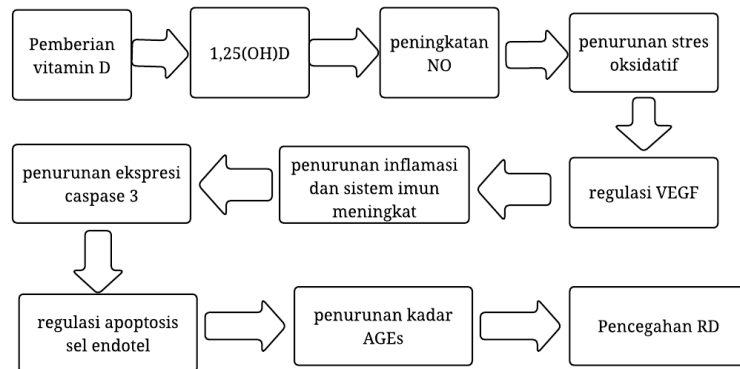 Pemberian
vitamin D
1,25(OH)D
peningkatan
NO
penurunan stres
oksidatif
regulasi VEGF
penurunan inflamasi
dan sistem imun
meningkat
penurunan ekspresi
caspase 3
regulasi apoptosis
sel endotel
penurunan kadar
AGEs
Pencegahan RD